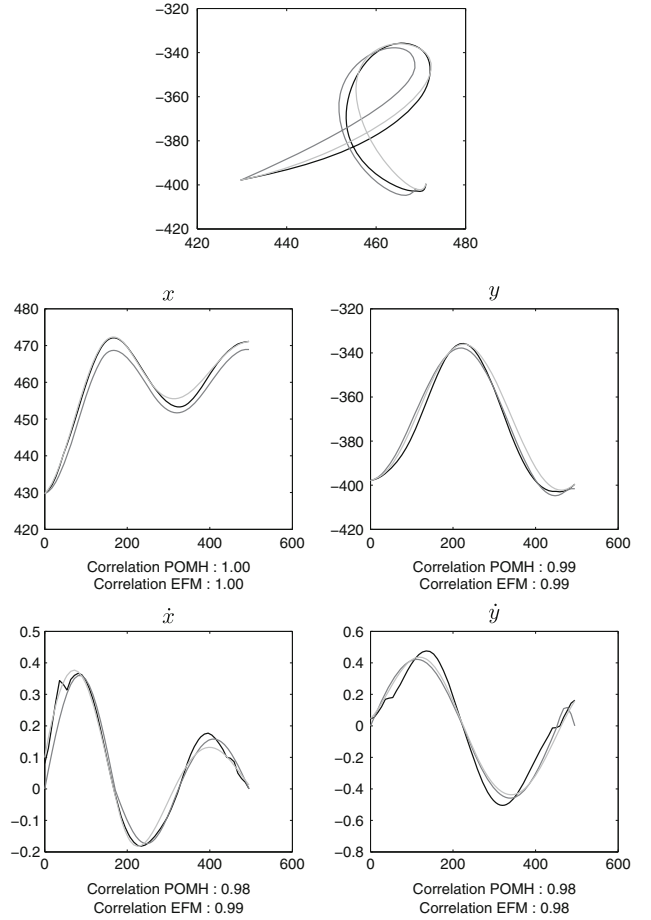 −320
−340
−360
−380
−400
−420
420 440 460 480
x
480
470
460
450
440
430
420
0 200 400 600
Correlation POMH : 1.00
Correlation EFM : 1.00
y
−320
−340
−360
−380
−400
−420
0 200 400 600
Correlation POMH : 0.99
Correlation EFM : 0.99
ẋ
0.5
0.4
0.3
0.2
0.1
0
−0.1
−0.2
0 200 400 600
Correlation POMH : 0.98
Correlation EFM : 0.99
ẏ
0.6
0.4
0.2
0
−0.2
−0.4
−0.6
−0.8
0 200 400 600
Correlation POMH : 0.98
Correlation EFM : 0.98